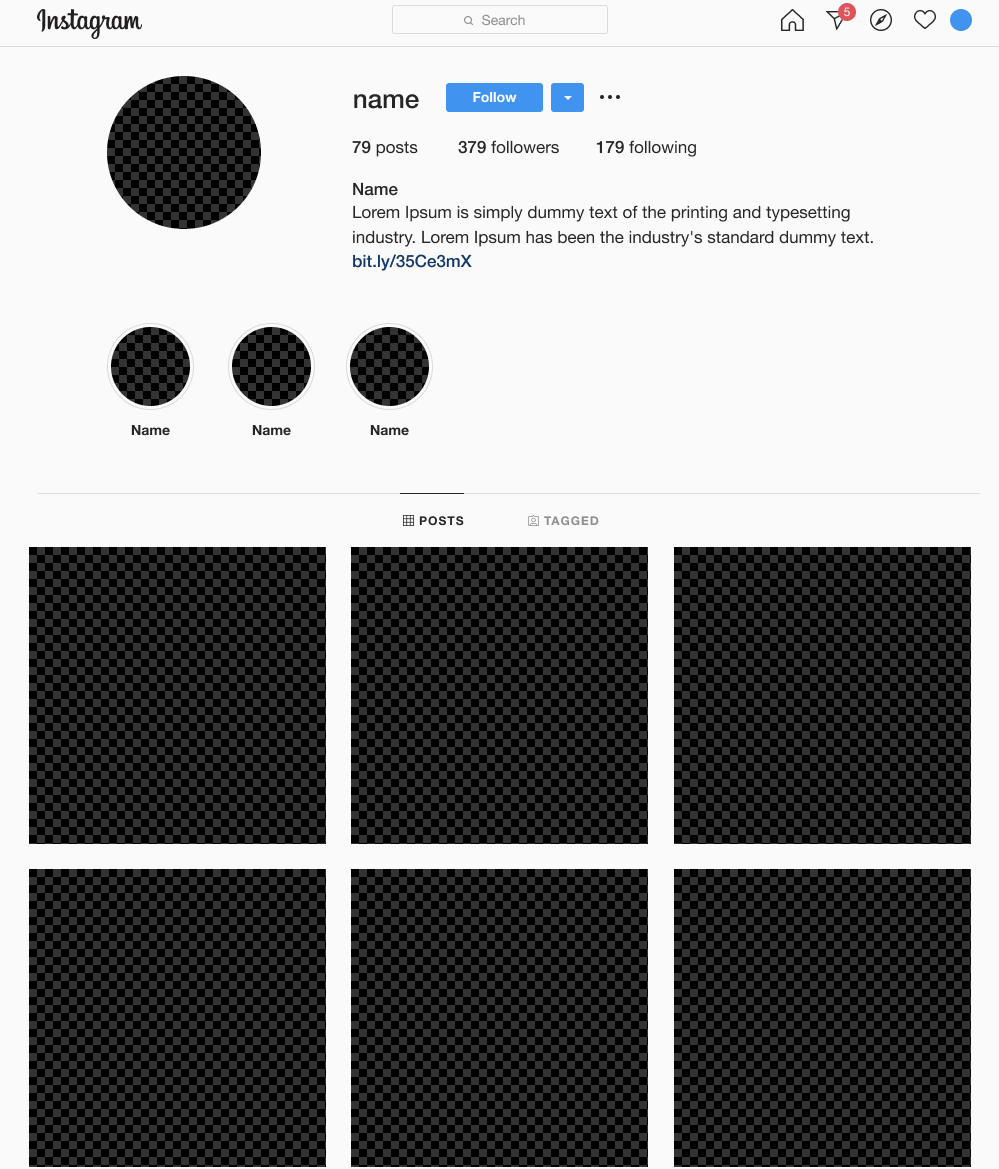 Instagram
Search
5
name
Follow
79 posts 379 followers 179 following
Name
Lorem Ipsum is simply dummy text of the printing and typesetting
industry. Lorem Ipsum has been the industry's standard dummy text.
bit.ly/35Ce3mX
Name Name Name
POSTS TAGGED